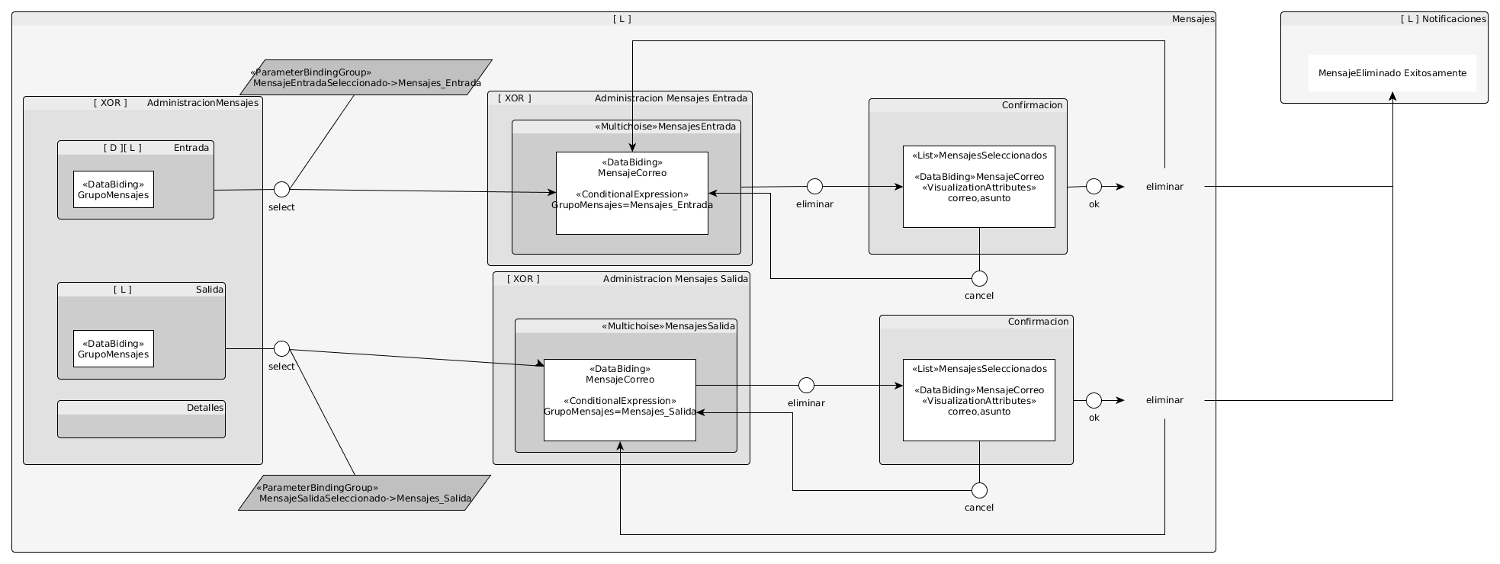 [ L ] Mensajes
[ L ] Notificaciones
MensajeEliminado Exitosamente
«ParameterBindingGroup»
MensajeEntradaSeleccionado->Mensajes_Entrada
[ XOR ] AdministracionMensajes
[ D ][ L ] Entrada
«DataBiding»
GrupoMensajes
select
[ XOR ] Administracion Mensajes Entrada
«Multichoise»MensajesEntrada
«DataBiding»
MensajeCorreo
«ConditionalExpression»
GrupoMensajes=Mensajes_Entrada
eliminar
Confirmacion
«List»MensajesSeleccionados
«DataBiding»MensajeCorreo
«VisualizationAttributes»
correo,asunto
ok
eliminar
cancel
[ L ] Salida
«DataBiding»
GrupoMensajes
select
Detalles
[ XOR ] Administracion Mensajes Salida
«Multichoise»MensajesSalida
«DataBiding»
MensajeCorreo
«ConditionalExpression»
GrupoMensajes=Mensajes_Salida
eliminar
Confirmacion
«List»MensajesSeleccionados
«DataBiding»MensajeCorreo
«VisualizationAttributes»
correo,asunto
ok
eliminar
cancel
«ParameterBindingGroup»
MensajeSalidaSeleccionado->Mensajes_Salida